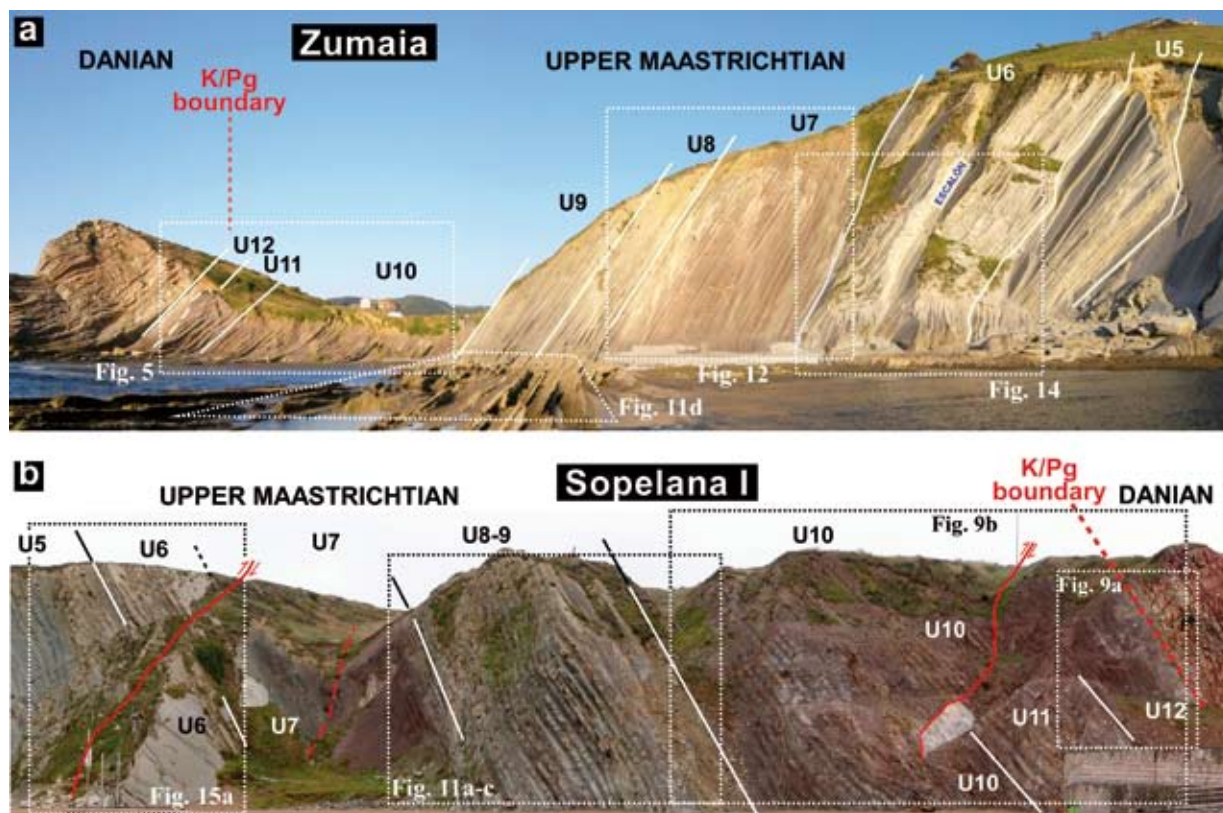 a
Zumaia
DANIAN
UPPER MAASTRICHTIAN
K/Pg
boundary
U5
U6
U7
U8
U9
ESCALÓN
U12
U11
U10
Fig. 5
Fig. 12
Fig. 14
Fig. 11d
b
Sopelana I
K/Pg
boundary
UPPER MAASTRICHTIAN
DANIAN
U5
U6
U7
U8-9
U10
Fig. 9b
Fig. 9a
U10
U6
U7
U11
U12
U10
Fig. 15a
Fig. 11a-c